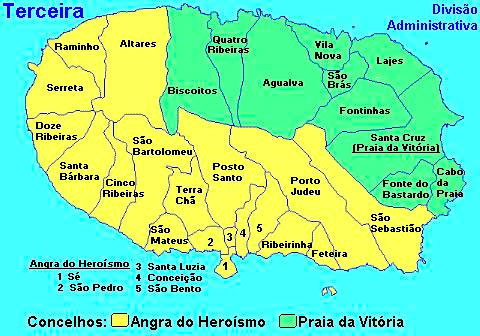 Terceira
Divisão
Administrativa
Raminho
Altares
Quatro
Ribeiras
Vila
Nova
Lajes
Serreta
Biscoitos
Agualva
São
Brás
Fontinhas
Doze
Ribeiras
São
Bartolomeu
Santa Cruz
(Praia da Vitória)
Santa
Bárbara
Cinco
Ribeiras
Terra
Chã
Posto
Santo
Porto
Judeu
Fonte do
Bastardo
Cabo
da
Praia
São
Mateus
2
3
4
5
1
Ribeirinha
Feteira
São
Sebastião
Angra do Heroísmo
1 Sé
2 São Pedro
3 Santa Luzia
4 Conceição
5 São Bento
Concelhos: Angra do Heroísmo Praia da Vitória